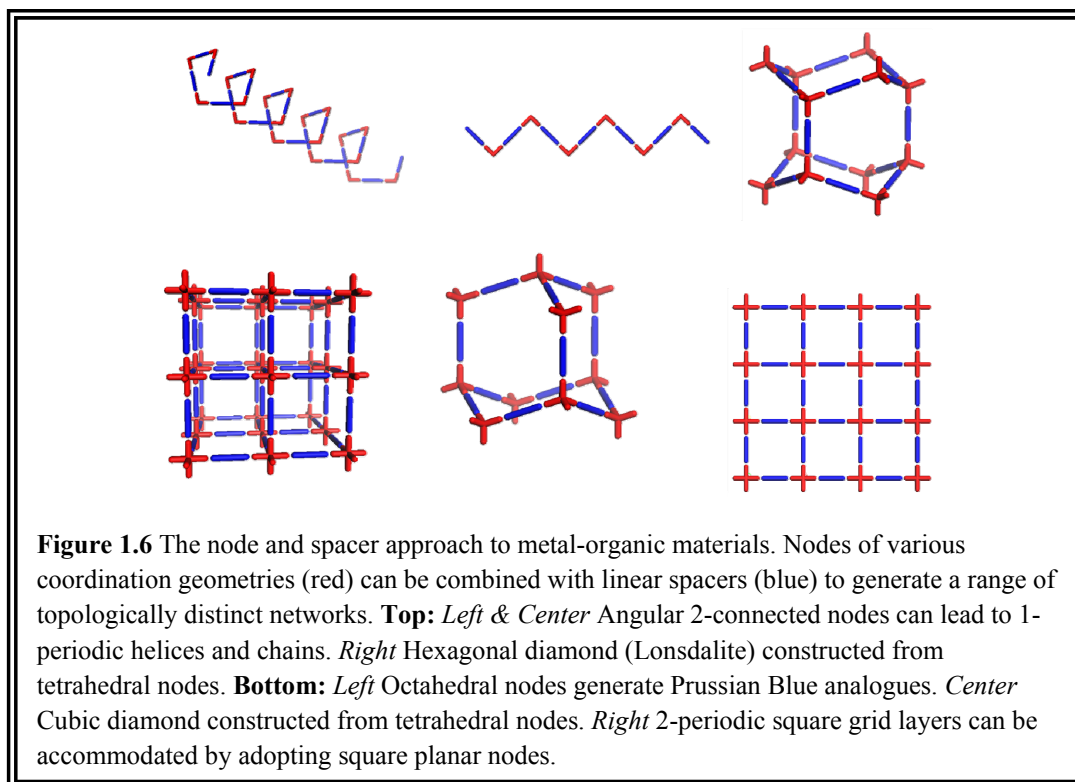 Figure 1.6 The node and spacer approach to metal-organic materials. Nodes of various
coordination geometries (red) can be combined with linear spacers (blue) to generate a range of
topologically distinct networks. Top: Left & Center Angular 2-connected nodes can lead to 1-
periodic helices and chains. Right Hexagonal diamond (Lonsdalite) constructed from
tetrahedral nodes. Bottom: Left Octahedral nodes generate Prussian Blue analogues. Center
Cubic diamond constructed from tetrahedral nodes. Right 2-periodic square grid layers can be
accommodated by adopting square planar nodes.